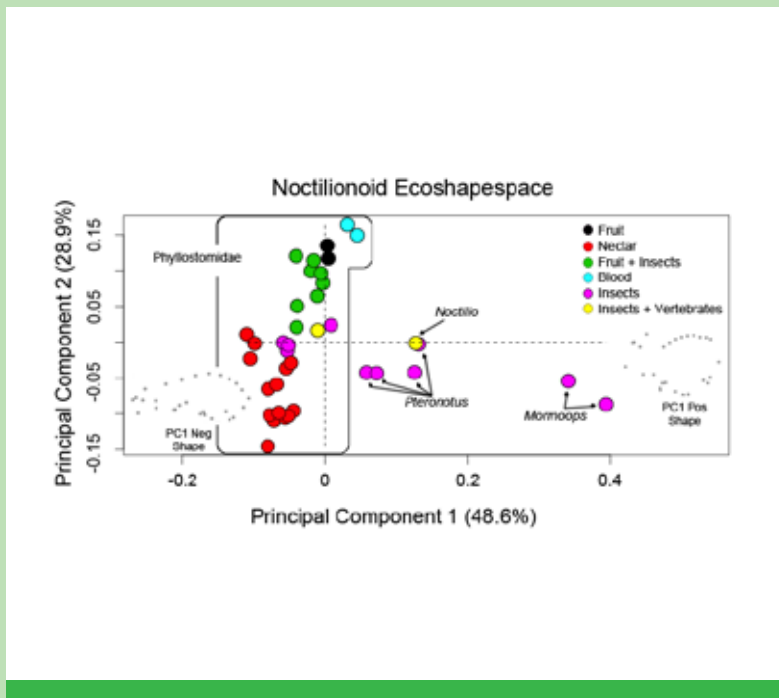 Noctilionoid Ecoshapespace
Principal Component 2 (28.9%)
0.15
0.05
-0.05
-0.15
Phyllostomidae
Fruit
Nectar
Fruit + Insects
Blood
Insects
Insects + Vertebrates
Noctilio
Pteronotus
Mormoops
PC1 Neg
Shape
PC1 Pos
Shape
-0.2
0
0.2
0.4
Principal Component 1 (48.6%)